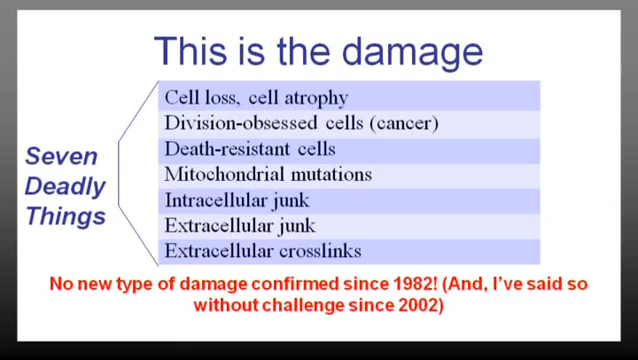 This is the damage
Seven
Deadly
Things
Cell loss, cell atrophy
Division-obsessed cells (cancer)
Death-resistant cells
Mitochondrial mutations
Intracellular junk
Extracellular junk
Extracellular crosslinks
No new type of damage confirmed since 1982! (And, I've said so
without challenge since 2002)